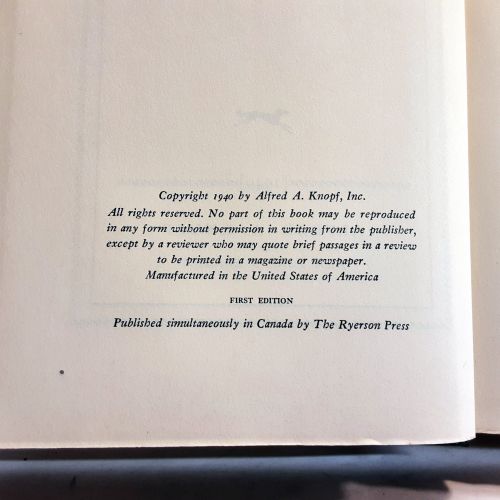 Copyright 1940 by Alfred A. Knopf, Inc.
All rights reserved. No part of this book may be reproduced
in any form without permission in writing from the publisher,
except by a reviewer who may quote brief passages in a review
to be printed in a magazine or newspaper.
Manufactured in the United States of America
FIRST EDITION
Published simultaneously in Canada by The Ryerson Press